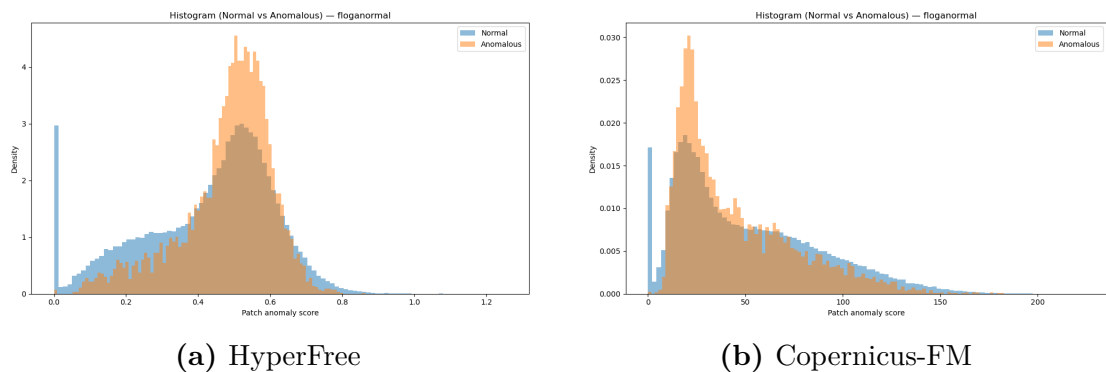 Histogram (Normal vs Anomalous) — floganormal
Normal
Anomalous
Density
4
3
2
1
0
0.0 0.2 0.4 0.6 0.8 1.0 1.2
Patch anomaly score
(a) HyperFree
Histogram (Normal vs Anomalous) — floganormal
Normal
Anomalous
Density
0.030
0.025
0.020
0.015
0.010
0.005
0.000
0 50 100 150 200
Patch anomaly score
(b) Copernicus-FM